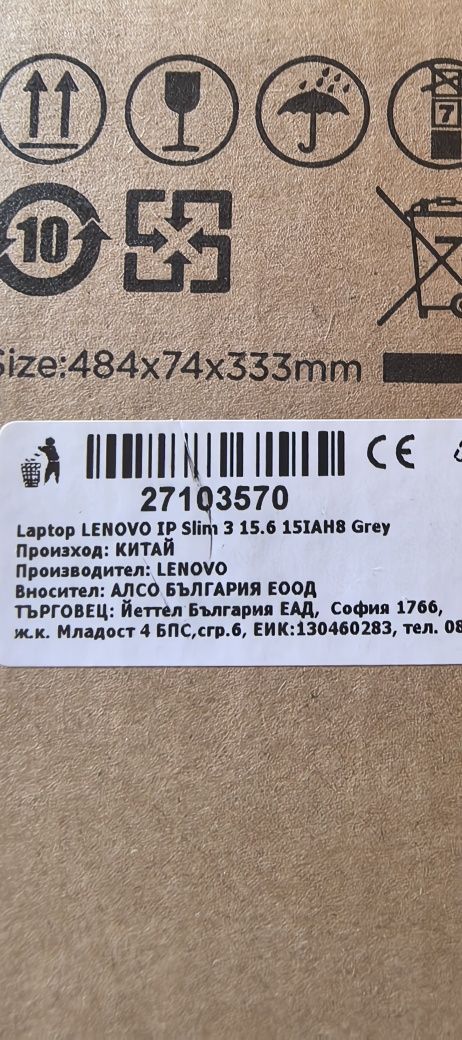 7
10
Size:484x74x333mm
CE
27103570
Laptop LENOVO IP Slim 3 15.6 15IAH8 Grey
Произход: КИТАЙ
Производител: LENOVO
Вносител: АЛСО БЪЛГАРИЯ ЕООД
ТЪРГОВЕЦ: Йеттел България ЕАД, София 1766,
ж.к. Младост 4 БПС,сгр.6, ЕИК:130460283, тел. 08